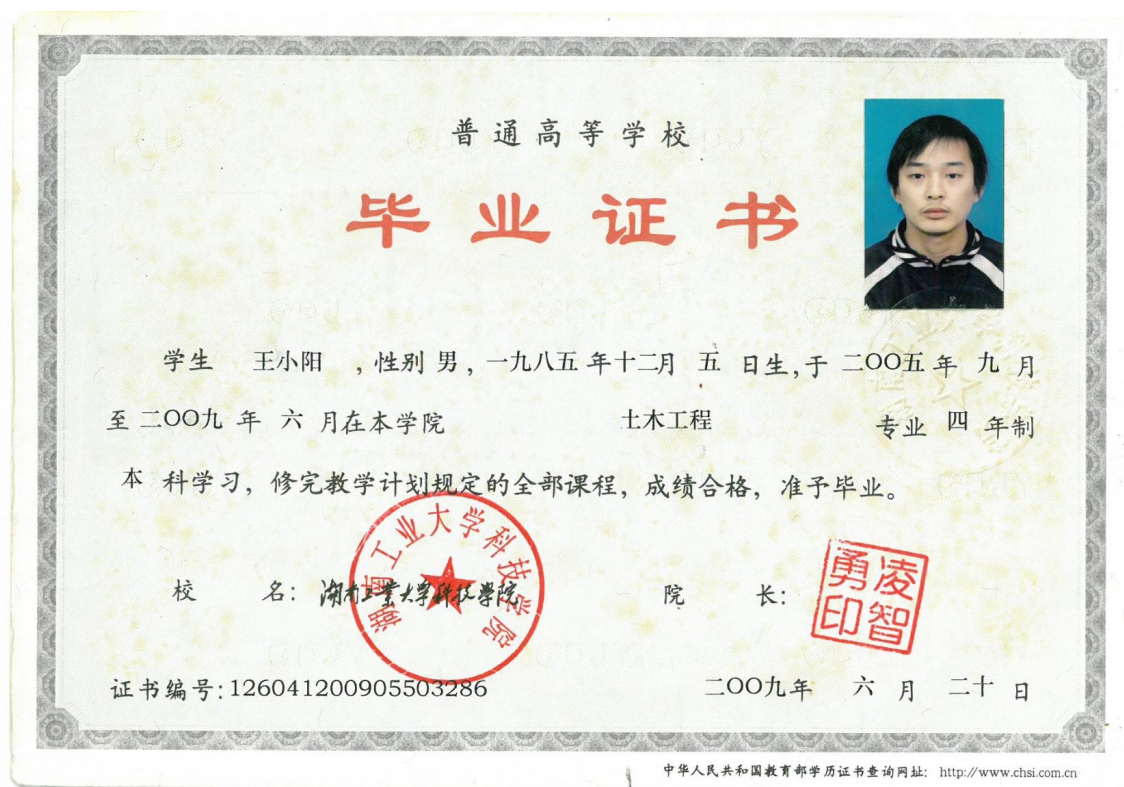 普通高等学校
毕业证书
学生 王小阳 ，性别 男，一九八五 年 十二月 五 日生，于 二〇〇五 年 九 月
至 二〇〇九 年 六 月在本学院 土木工程 专业 四 年制
本 科学习，修完教学计划规定的全部课程，成绩合格，准予毕业。
湖南工业大学科技学院
校 名：湖南工业大学科技学院 院 长：
凌智勇印
证书编号：126041200905503286 二〇〇九年 六 月 二十 日
中华人民共和国教育部学历证书查询网址： http://www.chsi.com.cn